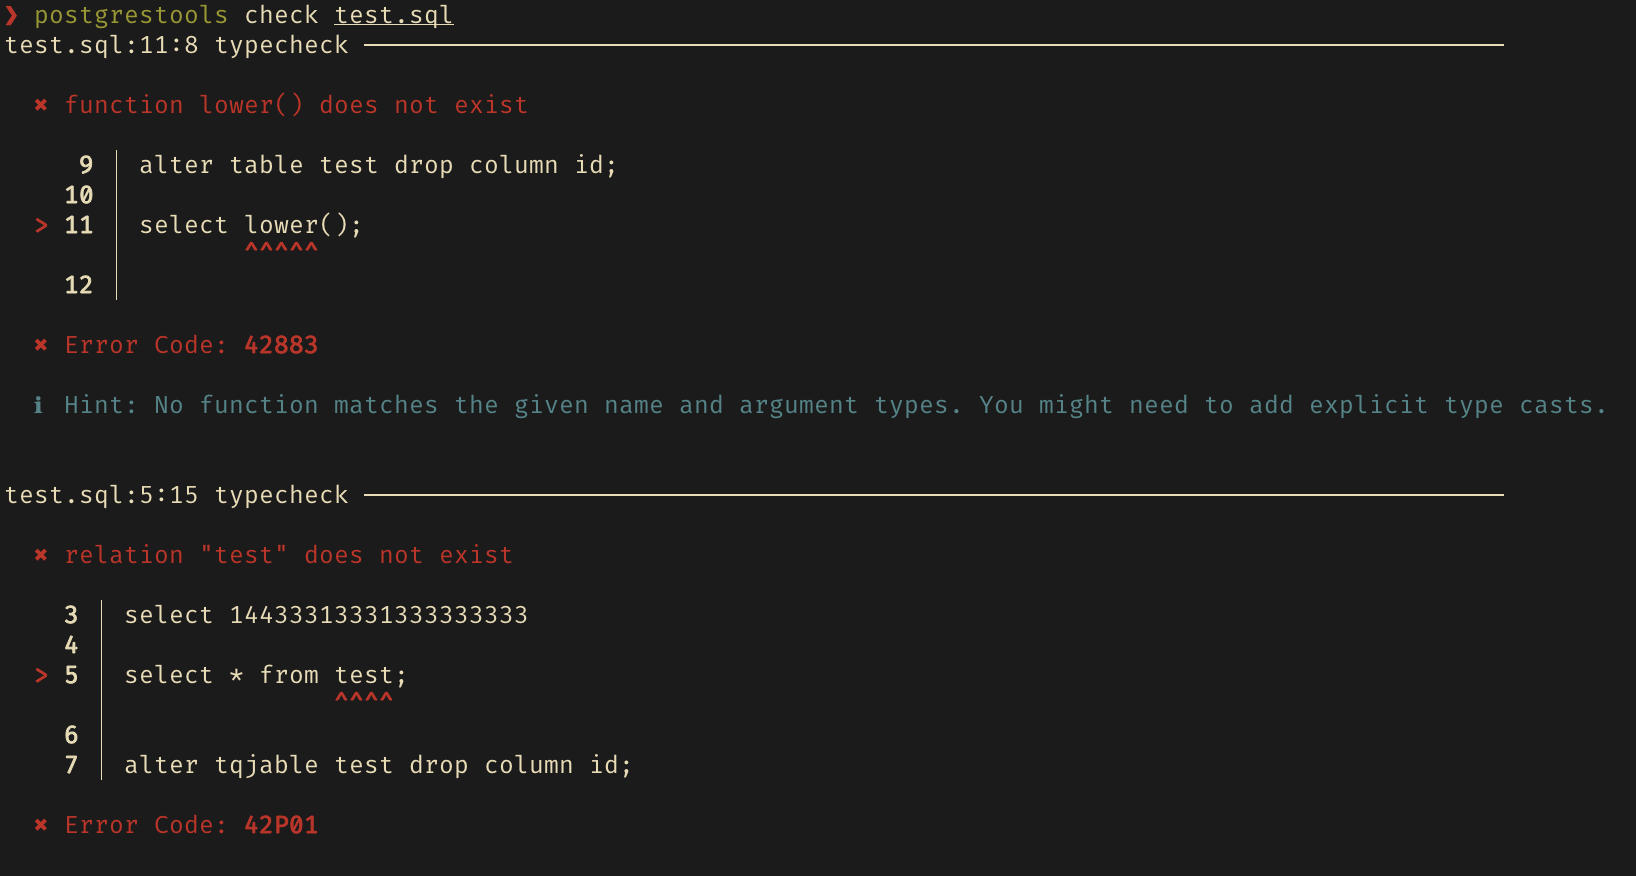 ❯ postgrestools check test.sql
test.sql:11:8 typecheck
✖ function lower() does not exist
9 │ alter table test drop column id;
10 │
> 11 │ select lower();
^^^^^
12 │
✖ Error Code: 42883
ℹ Hint: No function matches the given name and argument types. You might need to add explicit type casts.
test.sql:5:15 typecheck
✖ relation "test" does not exist
3 │ select 14433313331333333333
4 │
> 5 │ select * from test;
^^^^
6 │
7 │ alter tqjable test drop column id;
✖ Error Code: 42P01